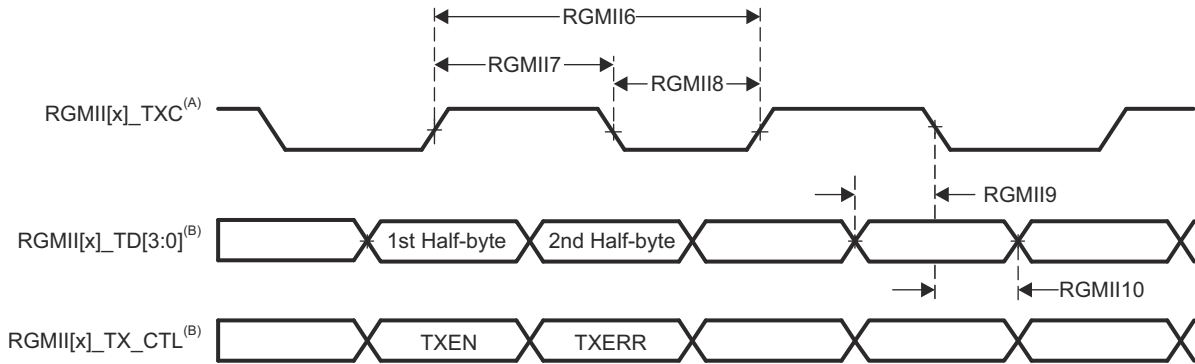 RGMII6
RGMII7
RGMII8
RGMII[x]_TXC(A)
RGMII9
RGMII[x]_TD[3:0](B)
1st Half-byte
2nd Half-byte
RGMII10
RGMII[x]_TX_CTL(B)
TXEN
TXERR